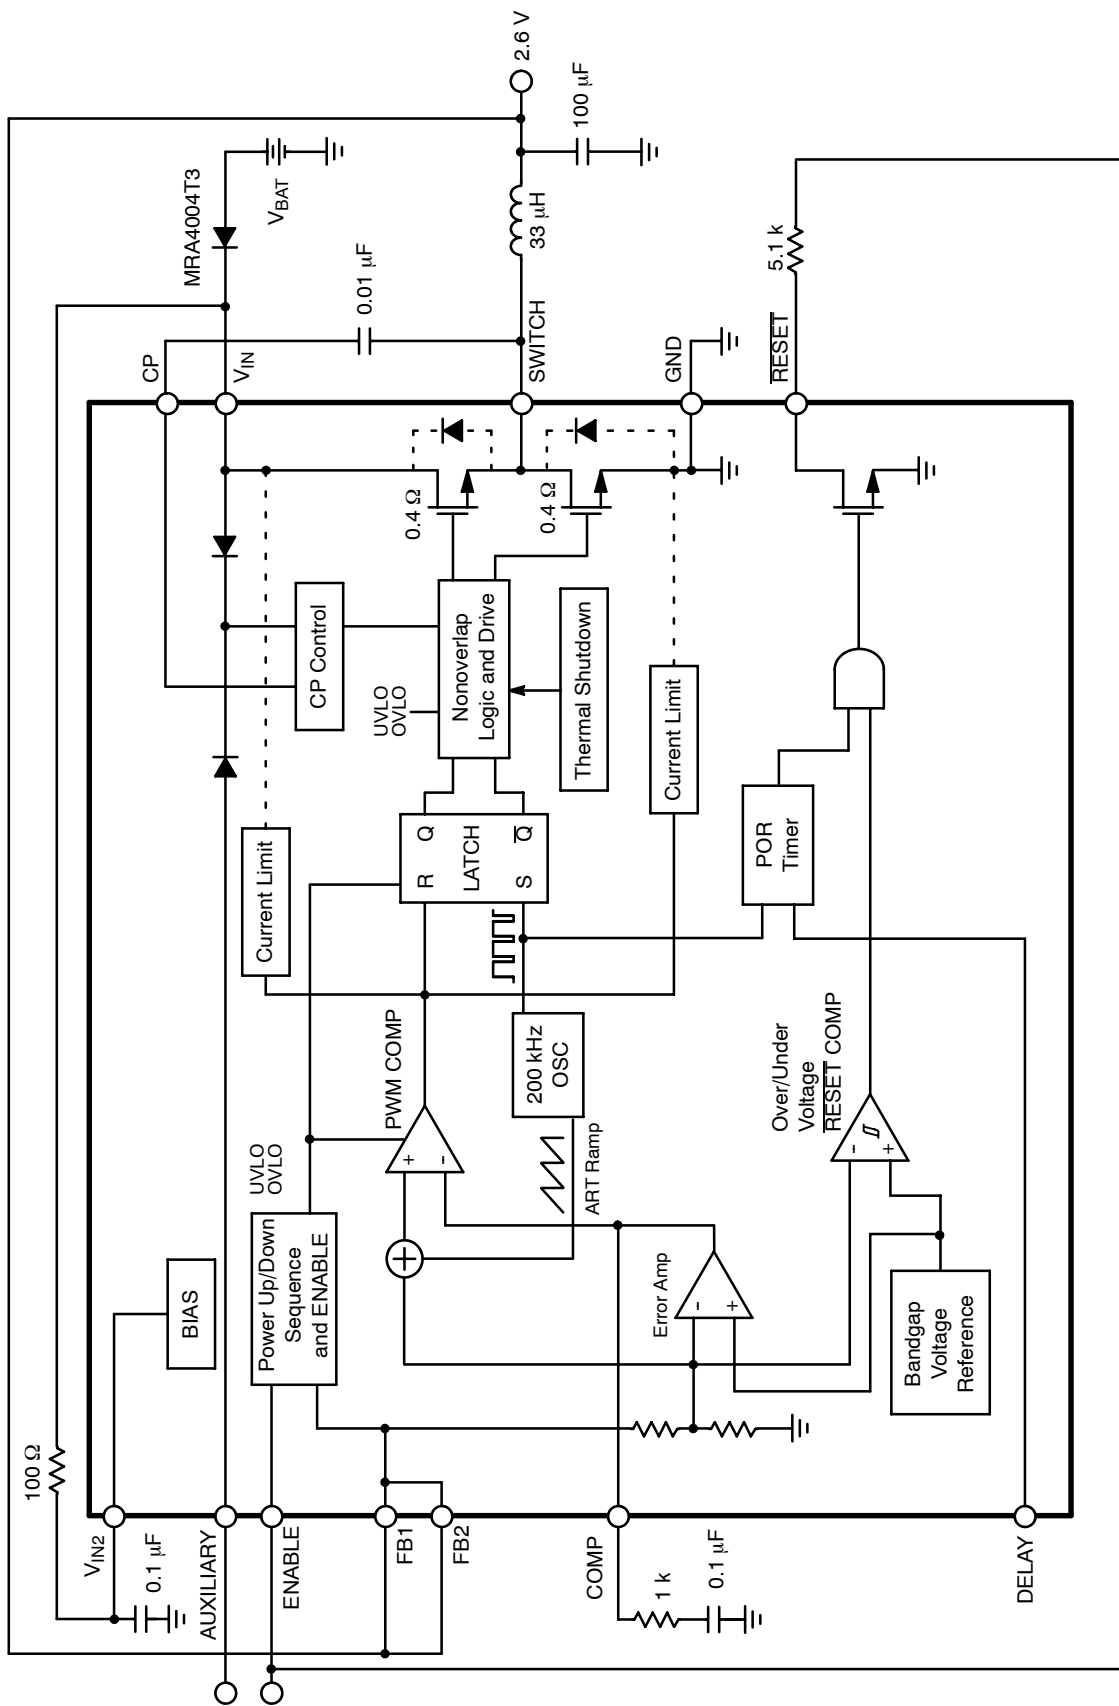 100 Ω
VIN2
0.1 µF
BIAS
MRA4004T3
VBAT
CP
VIN
0.01 µF
AUXILIARY
ENABLE
Power Up/Down
Sequence
and ENABLE
UVLO
OVLO
Current Limit
CP Control
UVLO
OVLO
FB1
FB2
PWM COMP
+
-
R
Q
LATCH
S
Q
Nonoverlap
Logic and Drive
0.4 Ω
0.4 Ω
SWITCH
33 µH
2.6 V
100 µF
200 kHz
OSC
ART Ramp
Thermal Shutdown
COMP
1 k
0.1 µF
Error Amp
-
+
Current Limit
GND
Over/Under
Voltage
RESET COMP
-
+
POR
Timer
RESET
5.1 k
Bandgap
Voltage
Reference
DELAY